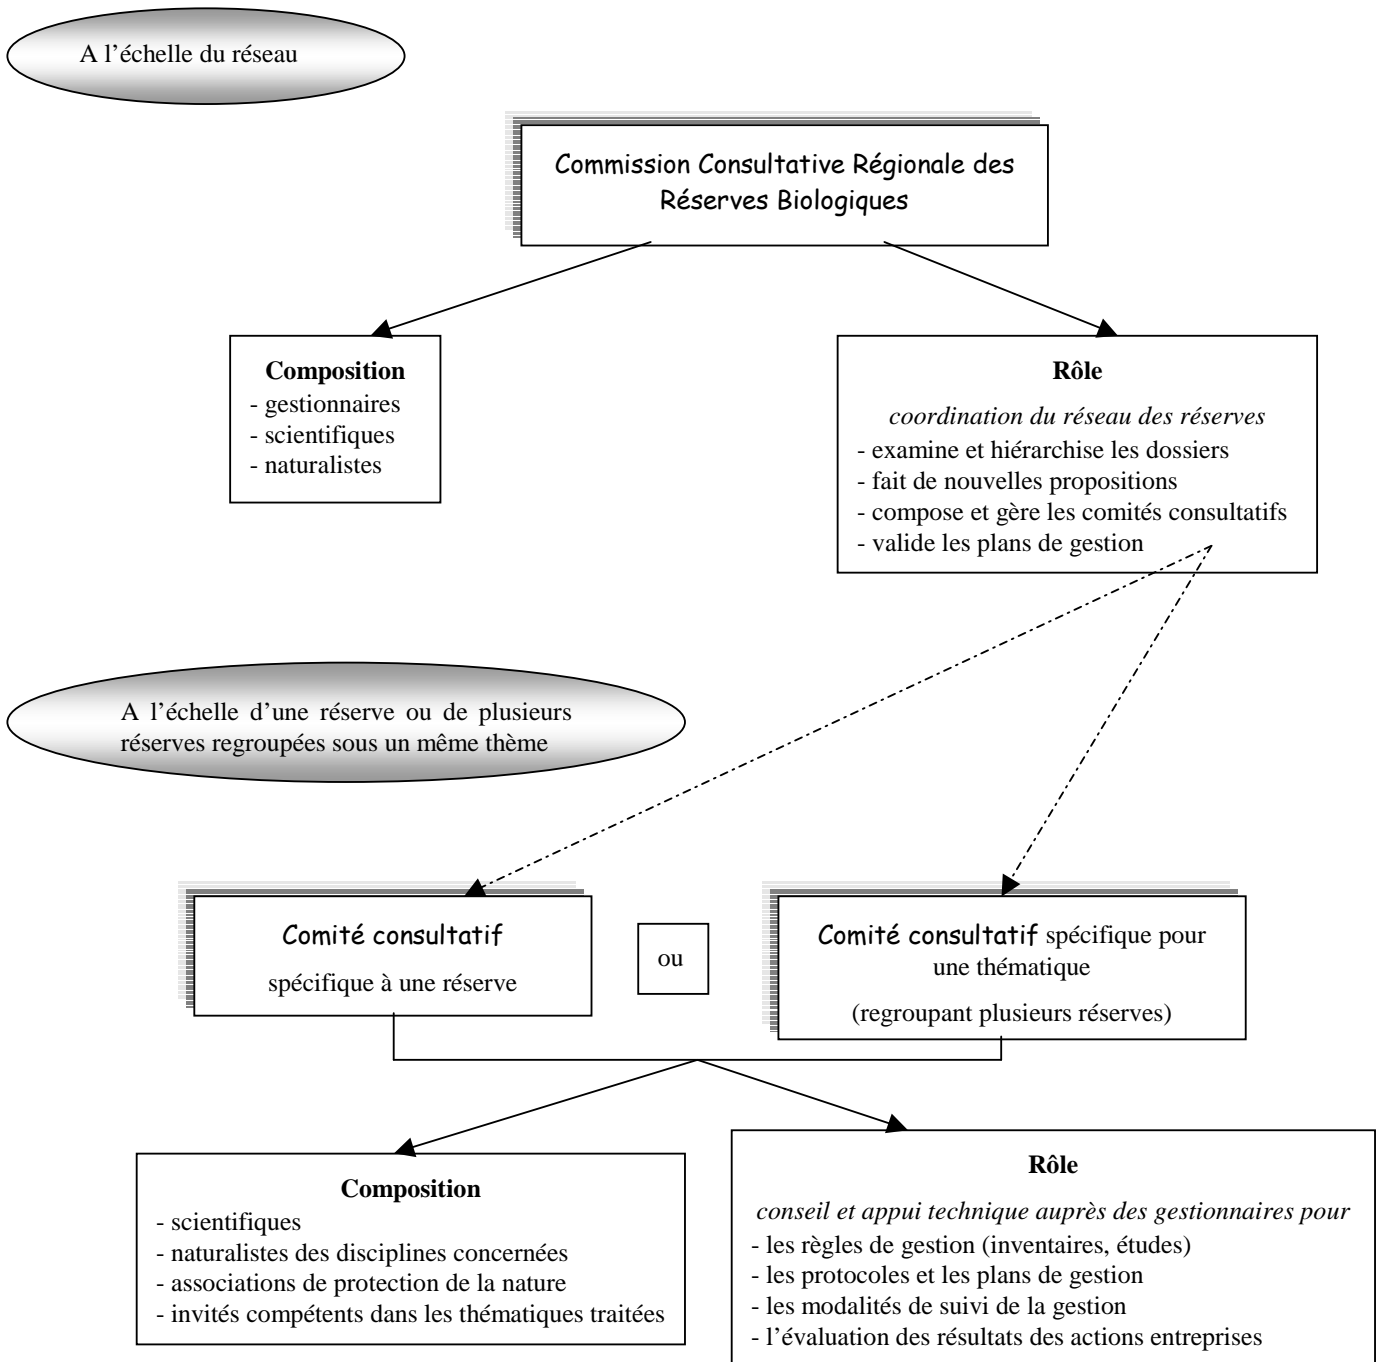 A l’échelle du réseau
Commission Consultative Régionale des
Réserves Biologiques
Composition
- gestionnaires
- scientifiques
- naturalistes
Rôle
coordination du réseau des réserves
- examine et hiérarchise les dossiers
- fait de nouvelles propositions
- compose et gère les comités consultatifs
- valide les plans de gestion
A l’échelle d’une réserve ou de plusieurs
réserves regroupées sous un même thème
Comité consultatif
spécifique à une réserve
ou
Comité consultatif spécifique pour
une thématique
(regroupant plusieurs réserves)
Composition
- scientifiques
- naturalistes des disciplines concernées
- associations de protection de la nature
- invités compétents dans les thématiques traitées
Rôle
conseil et appui technique auprès des gestionnaires pour
- les règles de gestion (inventaires, études)
- les protocoles et les plans de gestion
- les modalités de suivi de la gestion
- l’évaluation des résultats des actions entreprises